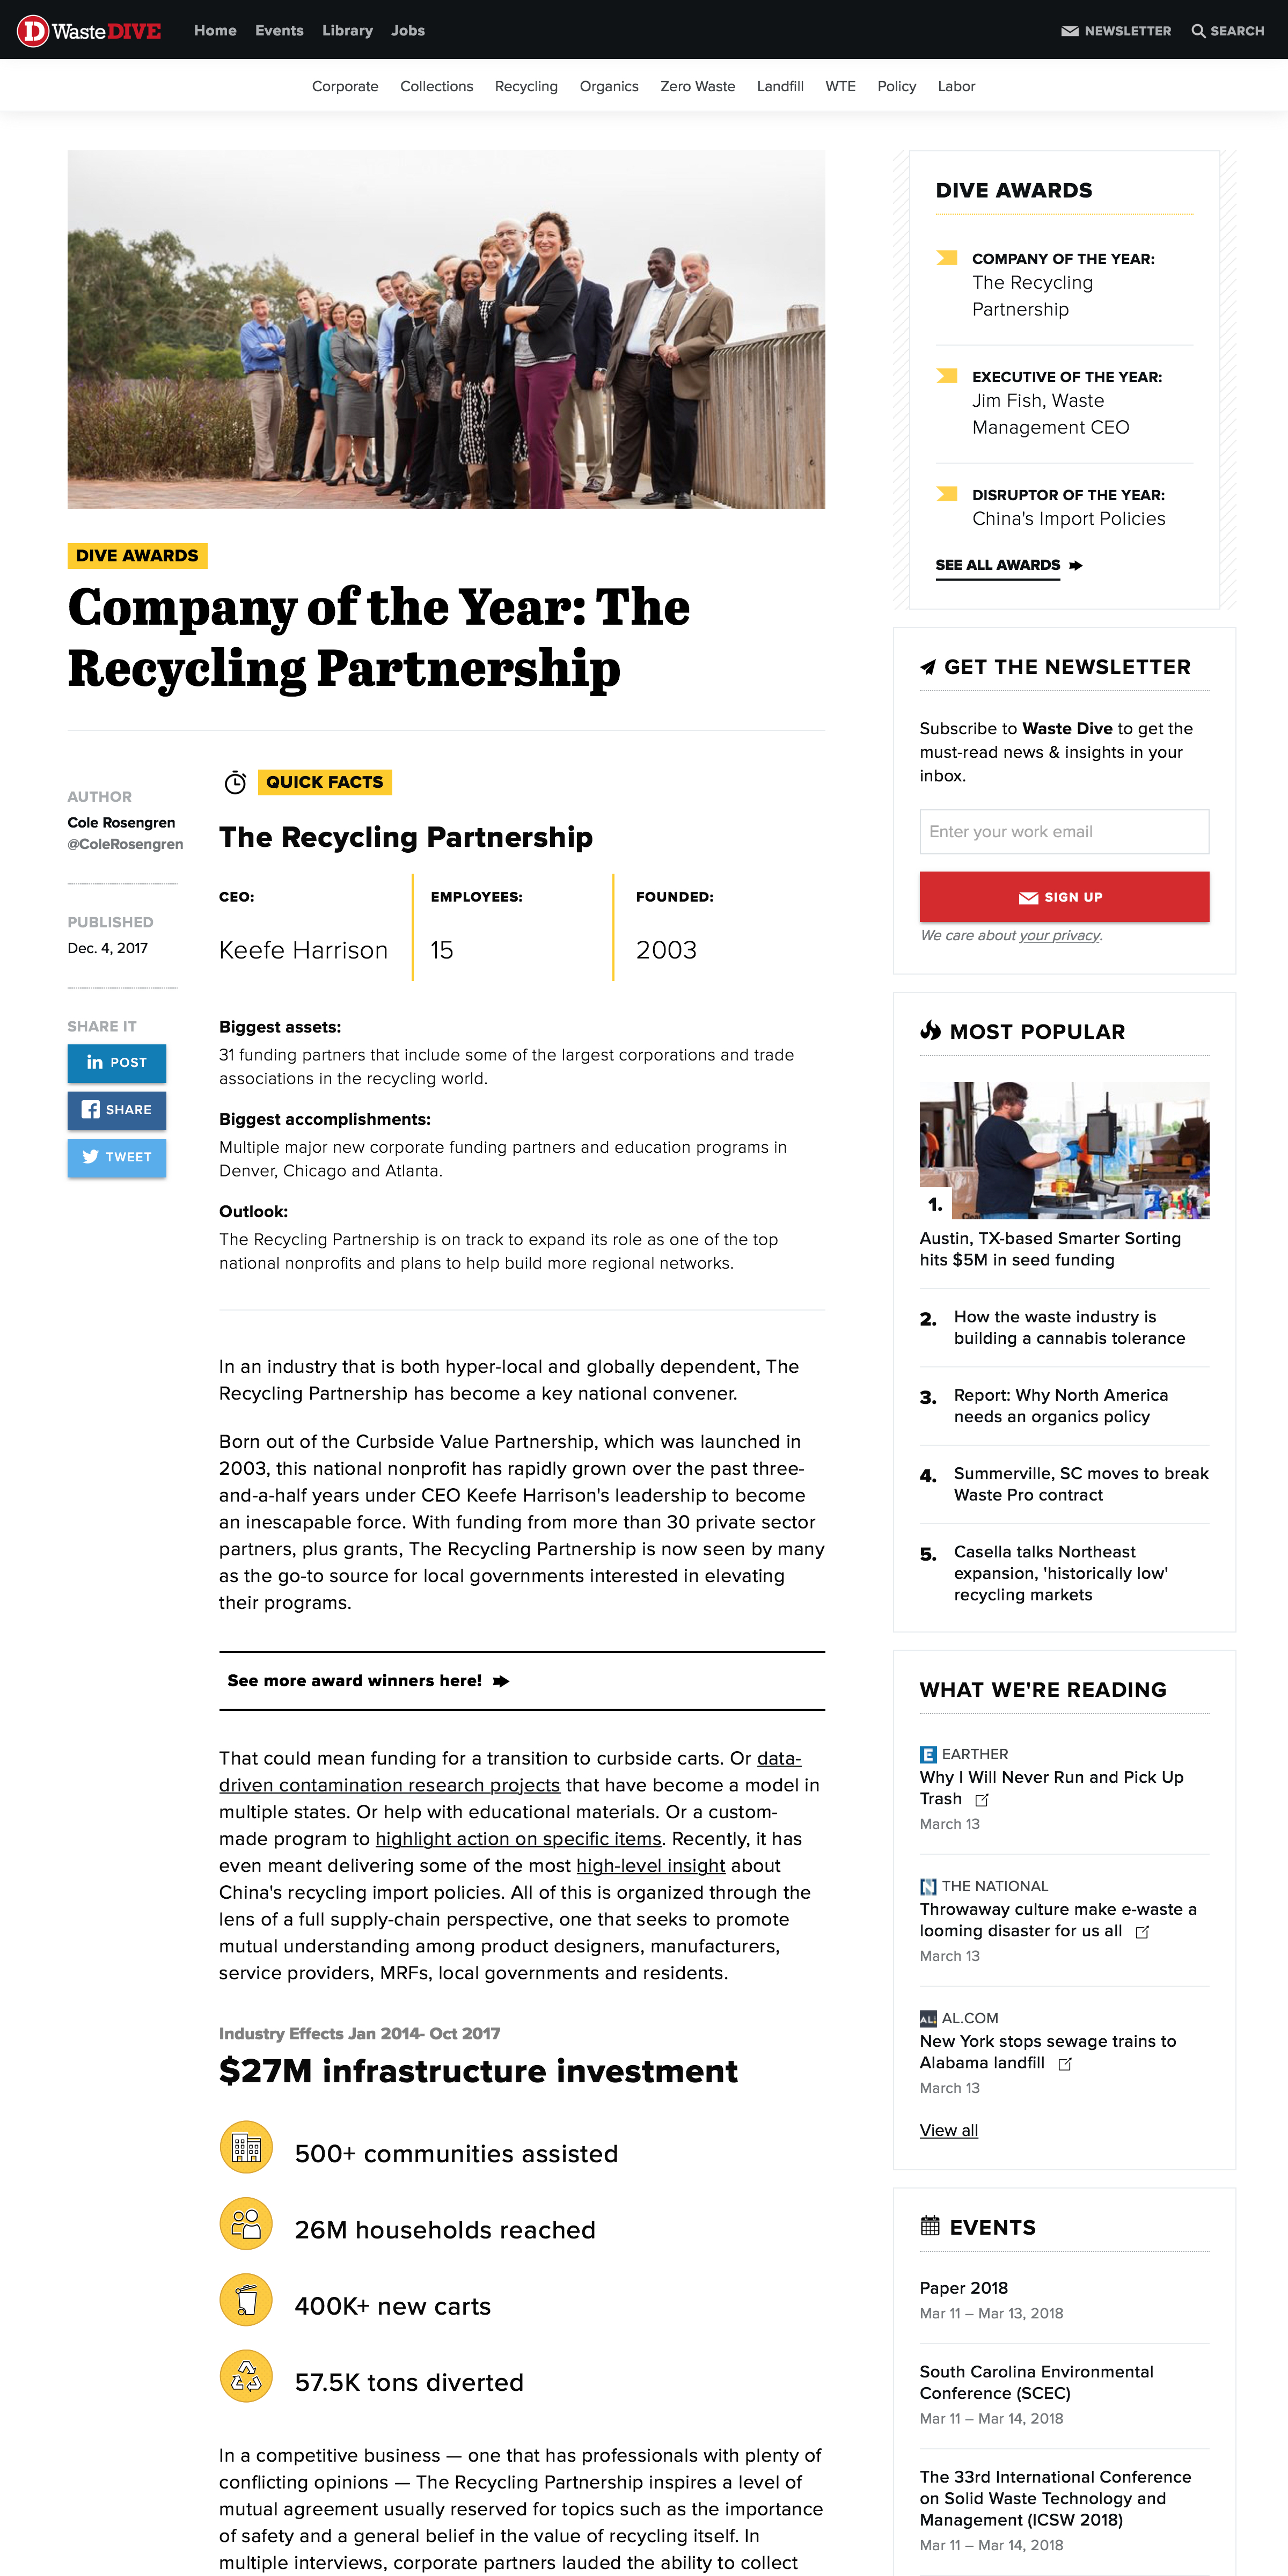 D WasteDIVE
Home Events Library Jobs
NEWSLETTER SEARCH
Corporate Collections Recycling Organics Zero Waste Landfill WTE Policy Labor
DIVE AWARDS
Company of the Year: The
Recycling Partnership
AUTHOR
Cole Rosengren
@ColeRosengren
PUBLISHED
Dec. 4, 2017
SHARE IT
in POST
SHARE
TWEET
QUICK FACTS
The Recycling Partnership
CEO:
Keefe Harrison
EMPLOYEES:
15
FOUNDED:
2003
Biggest assets:
31 funding partners that include some of the largest corporations and trade
associations in the recycling world.
Biggest accomplishments:
Multiple major new corporate funding partners and education programs in
Denver, Chicago and Atlanta.
Outlook:
The Recycling Partnership is on track to expand its role as one of the top
national nonprofits and plans to help build more regional networks.
In an industry that is both hyper-local and globally dependent, The
Recycling Partnership has become a key national convener.
Born out of the Curbside Value Partnership, which was launched in
2003, this national nonprofit has rapidly grown over the past three-
and-a-half years under CEO Keefe Harrison's leadership to become
an inescapable force. With funding from more than 30 private sector
partners, plus grants, The Recycling Partnership is now seen by many
as the go-to source for local governments interested in elevating
their programs.
See more award winners here!
That could mean funding for a transition to curbside carts. Or data-
driven contamination research projects that have become a model in
multiple states. Or help with educational materials. Or a custom-
made program to highlight action on specific items. Recently, it has
even meant delivering some of the most high-level insight about
China's recycling import policies. All of this is organized through the
lens of a full supply-chain perspective, one that seeks to promote
mutual understanding among product designers, manufacturers,
service providers, MRFs, local governments and residents.
Industry Effects Jan 2014- Oct 2017
$27M infrastructure investment
500+ communities assisted
26M households reached
400K+ new carts
57.5K tons diverted
In a competitive business — one that has professionals with plenty of
conflicting opinions — The Recycling Partnership inspires a level of
mutual agreement usually reserved for topics such as the importance
of safety and a general belief in the value of recycling itself. In
multiple interviews, corporate partners lauded the ability to collect
DIVE AWARDS
COMPANY OF THE YEAR:
The Recycling
Partnership
EXECUTIVE OF THE YEAR:
Jim Fish, Waste
Management CEO
DISRUPTOR OF THE YEAR:
China's Import Policies
SEE ALL AWARDS
GET THE NEWSLETTER
Subscribe to Waste Dive to get the
must-read news & insights in your
inbox.
Enter your work email
SIGN UP
We care about your privacy.
MOST POPULAR
1.
Austin, TX-based Smarter Sorting
hits $5M in seed funding
2. How the waste industry is
building a cannabis tolerance
3. Report: Why North America
needs an organics policy
4. Summerville, SC moves to break
Waste Pro contract
5. Casella talks Northeast
expansion, 'historically low'
recycling markets
WHAT WE'RE READING
E EARTHER
Why I Will Never Run and Pick Up
Trash
March 13
N THE NATIONAL
Throwaway culture make e-waste a
looming disaster for us all
March 13
AL AL.COM
New York stops sewage trains to
Alabama landfill
March 13
View all
EVENTS
Paper 2018
Mar 11 – Mar 13, 2018
South Carolina Environmental
Conference (SCEC)
Mar 11 – Mar 14, 2018
The 33rd International Conference
on Solid Waste Technology and
Management (ICSW 2018)
Mar 11 – Mar 14, 2018